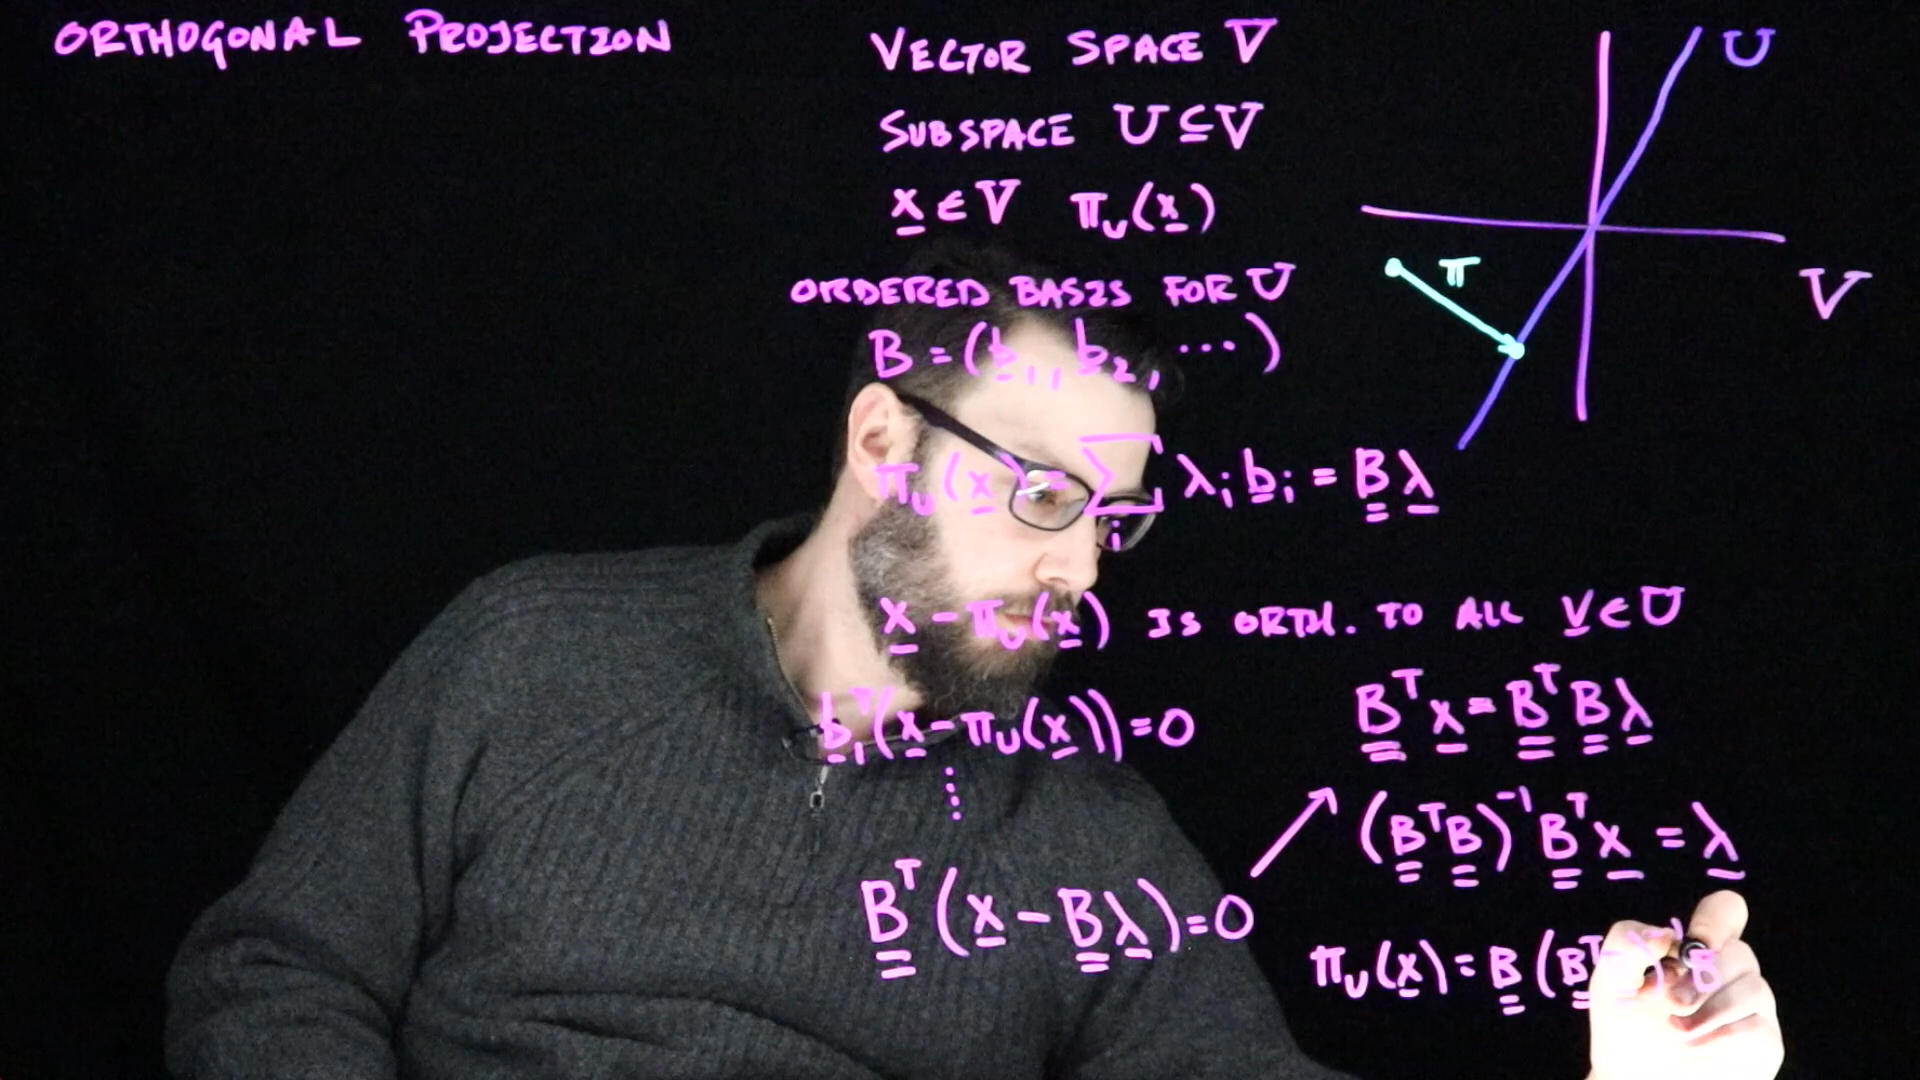 ORTHOGONAL PROJECTION
VECTOR SPACE V
SUBSPACE U ⊆ V
x ∈ V π_U(x)
ORDERED BASIS FOR U
B = (b_1, b_2, ...)
π_U(x) = Σ_i λ_i b_i = B λ
x - π_U(x) IS ORTH. TO ALL V ∈ U
b_1^T(x - π_U(x)) = 0
⋮
B^T(x - Bλ) = 0
B^T x = B^T B λ
(B^T B)^-1 B^T x = λ
π_U(x) = B (B^T
U
π
V